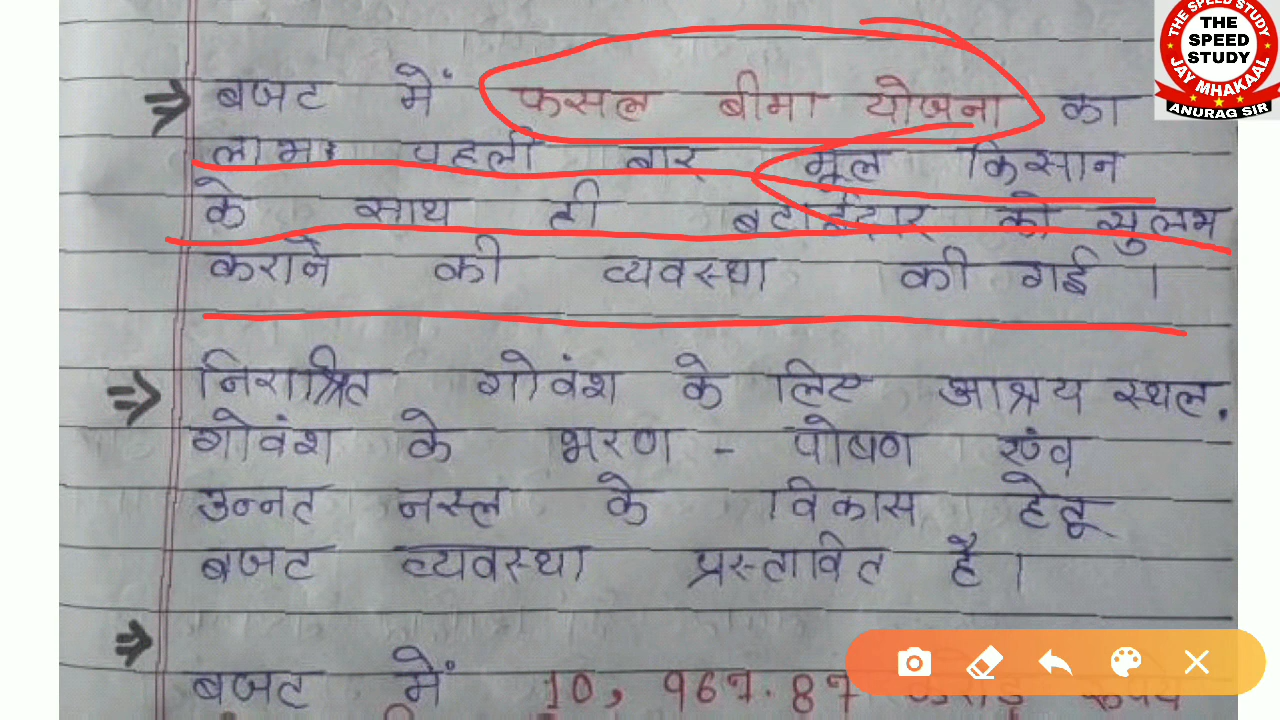 THE SPEED STUDY
THE
SPEED
STUDY
JAY MHAKAAL
ANURAG SIR
⇒ बजट में फसल बीमा योजना का
लाभ पहली बार मूल किसान
के साथ ही बटाईदार को सुलभ
कराने की व्यवस्था की गई ।
⇒ निराश्रित गोवंश के लिए आश्रय स्थल.
गोवंश के भरण - पोषण एंव
उन्नत नस्ल के विकास हेतू
बजट व्यवस्था प्रस्तावित है ।
⇒
बजट में 10, 967.87